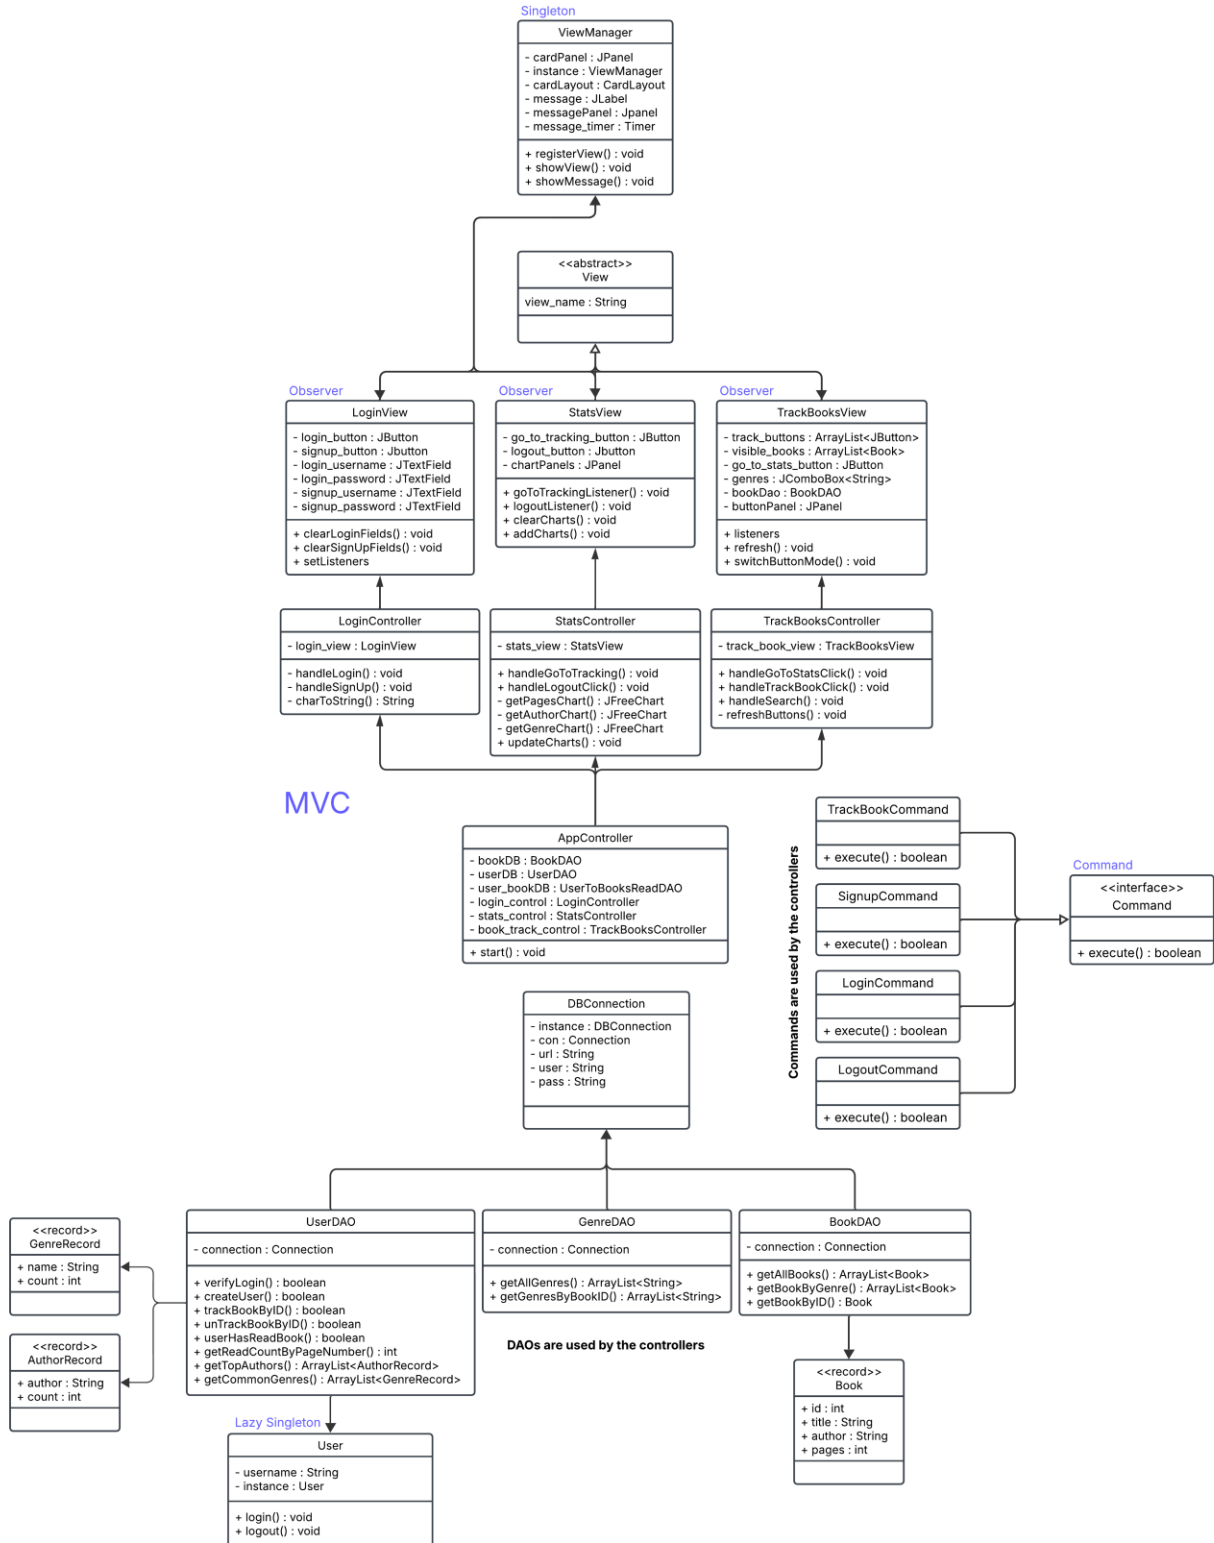 Singleton
ViewManager
- cardPanel : JPanel
- instance : ViewManager
- cardLayout : CardLayout
- message : JLabel
- messagePanel : Jpanel
- message_timer : Timer
+ registerView() : void
+ showView() : void
+ showMessage() : void
<<abstract>>
View
view_name : String
Observer
LoginView
- login_button : JButton
- signup_button : Jbutton
- login_username : JTextField
- login_password : JTextField
- signup_username : JTextField
- signup_password : JTextField
+ clearLoginFields() : void
+ clearSignUpFields() : void
+ setListeners
Observer
StatsView
- go_to_tracking_button : JButton
- logout_button : Jbutton
- chartPanels : JPanel
+ goToTrackingListener() : void
+ logoutListener() : void
+ clearCharts() : void
+ addCharts() : void
Observer
TrackBooksView
- track_buttons : ArrayList<JButton>
- visible_books : ArrayList<Book>
- go_to_stats_button : JButton
- genres : JComboBox<String>
- bookDao : BookDAO
- buttonPanel : JPanel
+ listeners
+ refresh() : void
+ switchButtonMode() : void
LoginController
- login_view : LoginView
- handleLogin() : void
- handleSignUp() : void
- charToString() : String
StatsController
- stats_view : StatsView
+ handleGoToTracking() : void
+ handleLogoutClick() : void
- getPagesChart() : JFreeChart
- getAuthorChart() : JFreeChart
- getGenreChart() : JFreeChart
+ updateCharts() : void
TrackBooksController
- track_book_view : TrackBooksView
+ handleGoToStatsClick() : void
+ handleTrackBookClick() : void
+ handleSearch() : void
- refreshButtons() : void
MVC
AppController
- bookDB : BookDAO
- userDB : UserDAO
- user_bookDB : UserToBooksReadDAO
- login_control : LoginController
- stats_control : StatsController
- book_track_control : TrackBooksController
+ start() : void
Commands are used by the controllers
TrackBookCommand
+ execute() : boolean
SignupCommand
+ execute() : boolean
LoginCommand
+ execute() : boolean
LogoutCommand
+ execute() : boolean
Command
<<interface>>
Command
+ execute() : boolean
DBConnection
- instance : DBConnection
- con : Connection
- url : String
- user : String
- pass : String
<<record>>
GenreRecord
+ name : String
+ count : int
<<record>>
AuthorRecord
+ author : String
+ count : int
UserDAO
- connection : Connection
+ verifyLogin() : boolean
+ createUser() : boolean
+ trackBookByID() : boolean
+ unTrackBookByID() : boolean
+ userHasReadBook() : boolean
+ getReadCountByPageNumber() : int
+ getTopAuthors() : ArrayList<AuthorRecord>
+ getCommonGenres() : ArrayList<GenreRecord>
GenreDAO
- connection : Connection
+ getAllGenres() : ArrayList<String>
+ getGenresByBookID() : ArrayList<String>
BookDAO
- connection : Connection
+ getAllBooks() : ArrayList<Book>
+ getBookByGenre() : ArrayList<Book>
+ getBookByID() : Book
DAOs are used by the controllers
<<record>>
Book
+ id : int
+ title : String
+ author : String
+ pages : int
Lazy Singleton
User
- username : String
- instance : User
+ login() : void
+ logout() : void